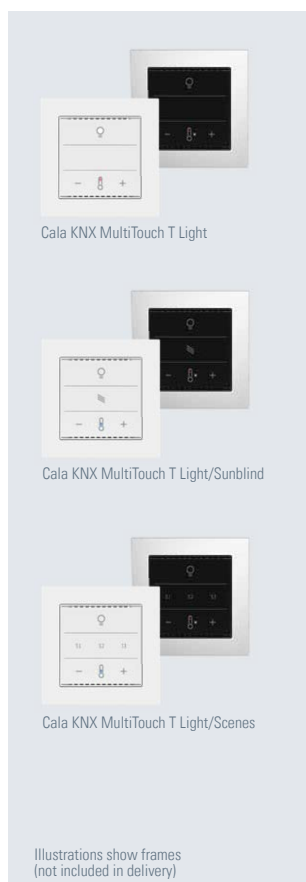 Cala KNX MultiTouch T Light
Cala KNX MultiTouch T Light/Sunblind
Cala KNX MultiTouch T Light/Scenes
Illustrations show frames
(not included in delivery)